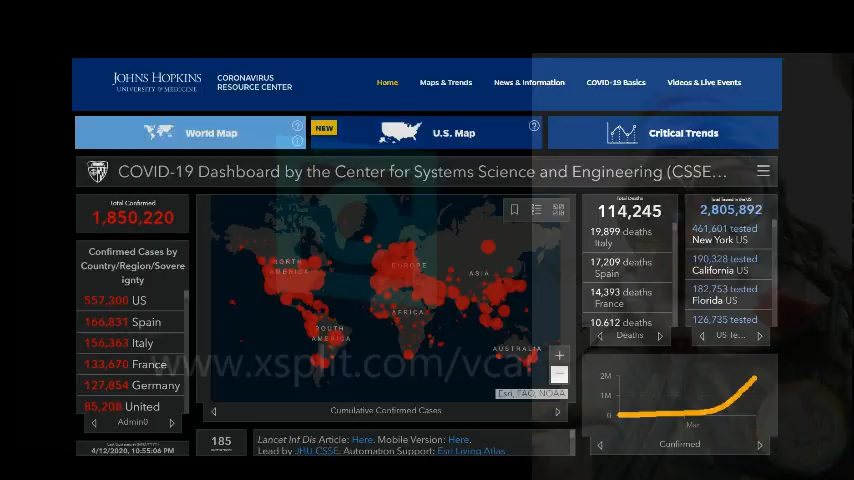 JOHNS HOPKINS
UNIVERSITY & MEDICINE
CORONAVIRUS
RESOURCE CENTER
Home
Maps & Trends
News & Information
COVID-19 Basics
Videos & Live Events
World Map
NEW
U.S. Map
Critical Trends
COVID-19 Dashboard by the Center for Systems Science and Engineering (CSSE...
Total Confirmed
1,850,220
Confirmed Cases by
Country/Region/Sovere
ignty
557,300 US
166,831 Spain
156,363 Italy
133,670 France
127,854 Germany
85,208 United
Admin0
4/12/2020, 10:55:06 PM
NORTH
AMERICA
EUROPE
ASIA
AFRICA
SOUTH
AMERICA
AUSTRALIA
+
Esri, FAO, NOAA
Cumulative Confirmed Cases
www.xsplit.com/vca
185
Lancet Inf Dis Article: Here. Mobile Version: Here.
Lead by JHU CSSE. Automation Support: Esri Living Atlas
Total Deaths
114,245
19,899 deaths
Italy
17,209 deaths
Spain
14,393 deaths
France
10,612 deaths
Deaths
2,805,892
461,601 tested
New York US
190,328 tested
California US
182,753 tested
Florida US
126,735 tested
US Te...
2M
1M
0
Mar
Confirmed